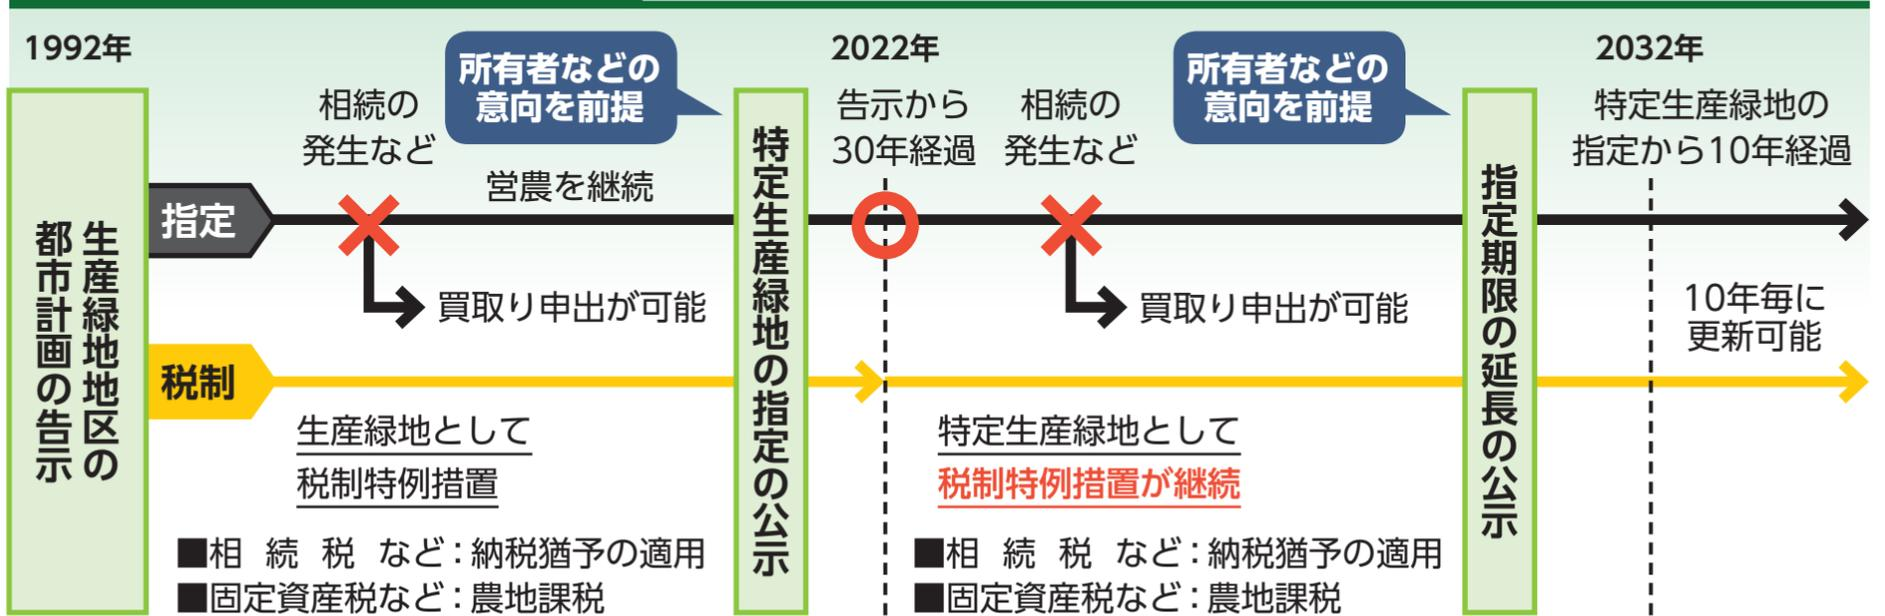 1992年
生産緑地地区の
都市計画の告示
指定
税制
相続の
発生など
買取り申出が可能
所有者などの
意向を前提
営農を継続
生産緑地として
税制特例措置
■相 続 税 など：納税猶予の適用
■固定資産税など：農地課税
特定生産緑地の指定の公示
2022年
告示から
30年経過
相続の
発生など
買取り申出が可能
所有者などの
意向を前提
特定生産緑地として
税制特例措置が継続
■相 続 税 など：納税猶予の適用
■固定資産税など：農地課税
指定期限の延長の公示
2032年
特定生産緑地の
指定から10年経過
10年毎に
更新可能